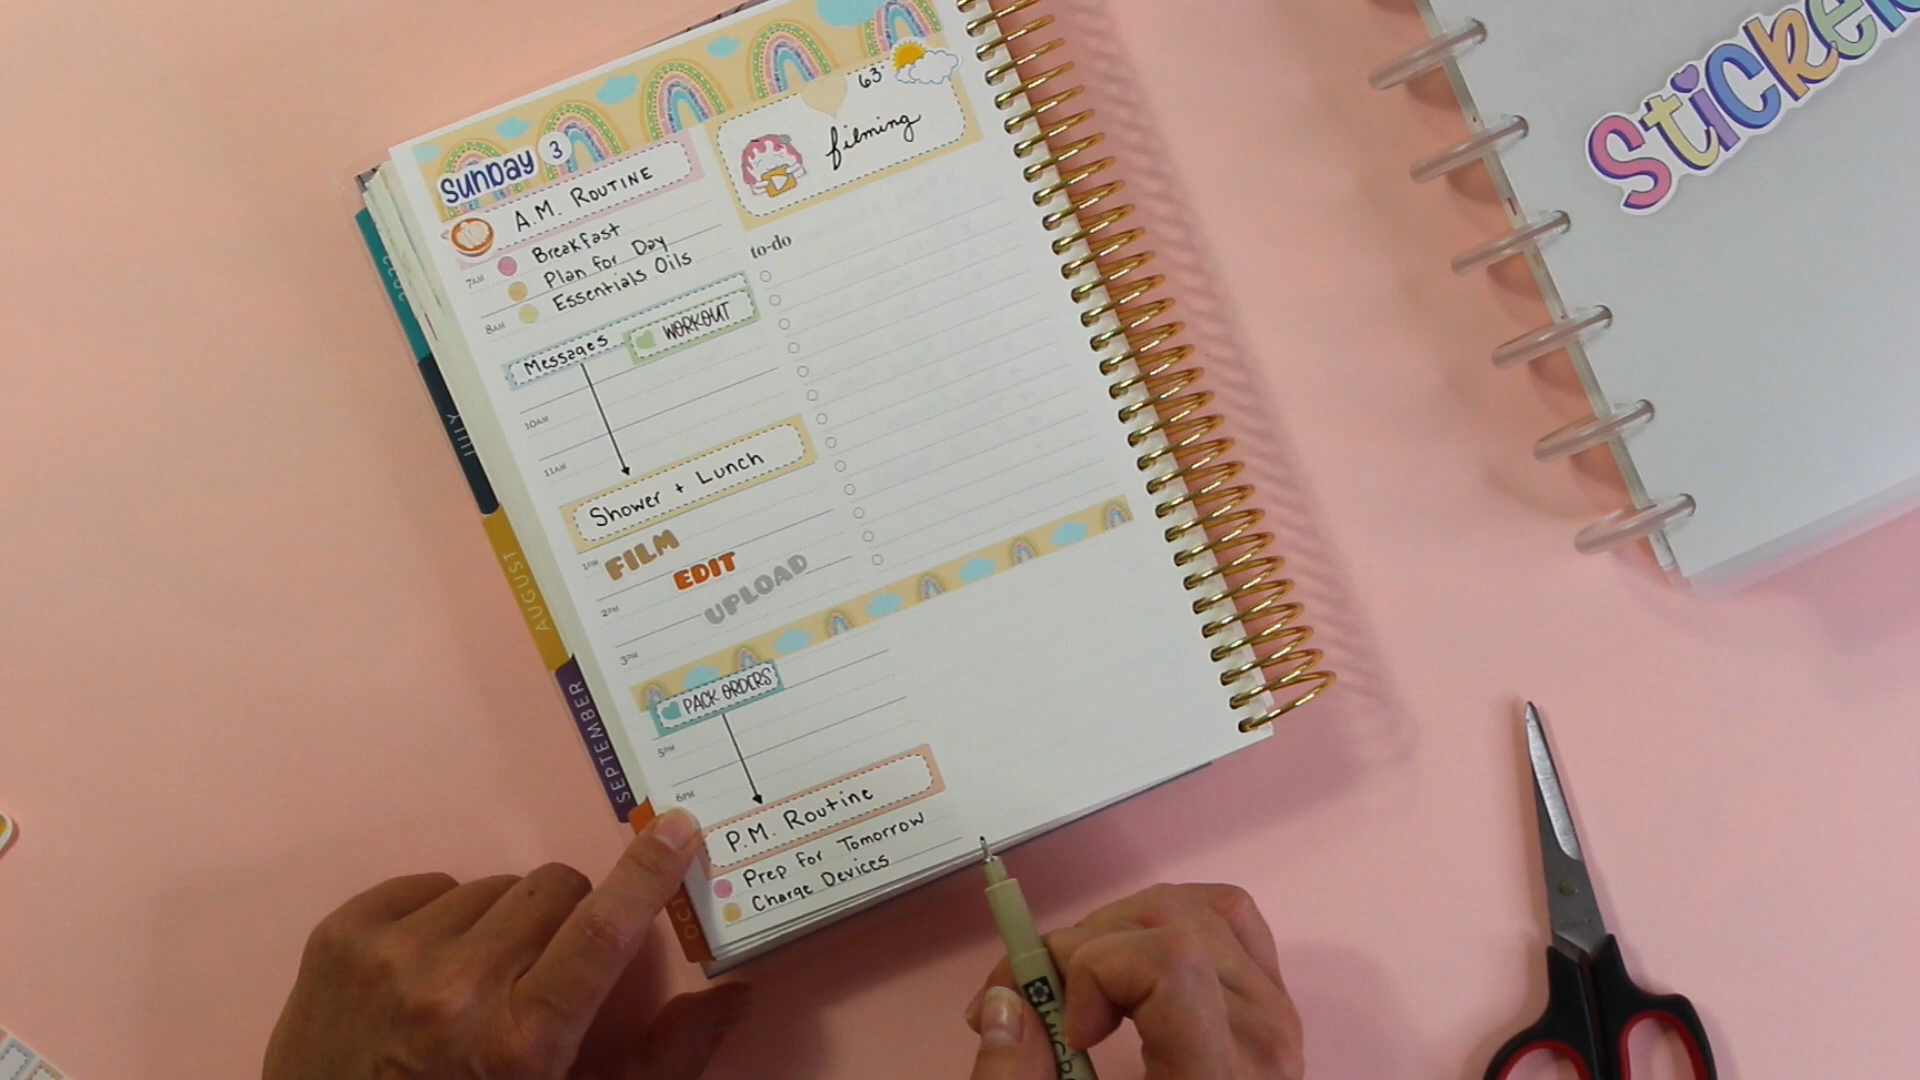 Sunday 3
63°
filming
A.M. ROUTINE
Breakfast
7AM
Plan for Day
Essentials Oils
8AM
Messages
WORKOUT
10AM
11AM
Shower + Lunch
1PM
FILM
EDIT
2PM
UPLOAD
3PM
PACK ORDERS
5PM
6PM
P.M. Routine
Prep for Tomorrow
Charge Devices
to-do
JULY
AUGUST
SEPTEMBER
OCT